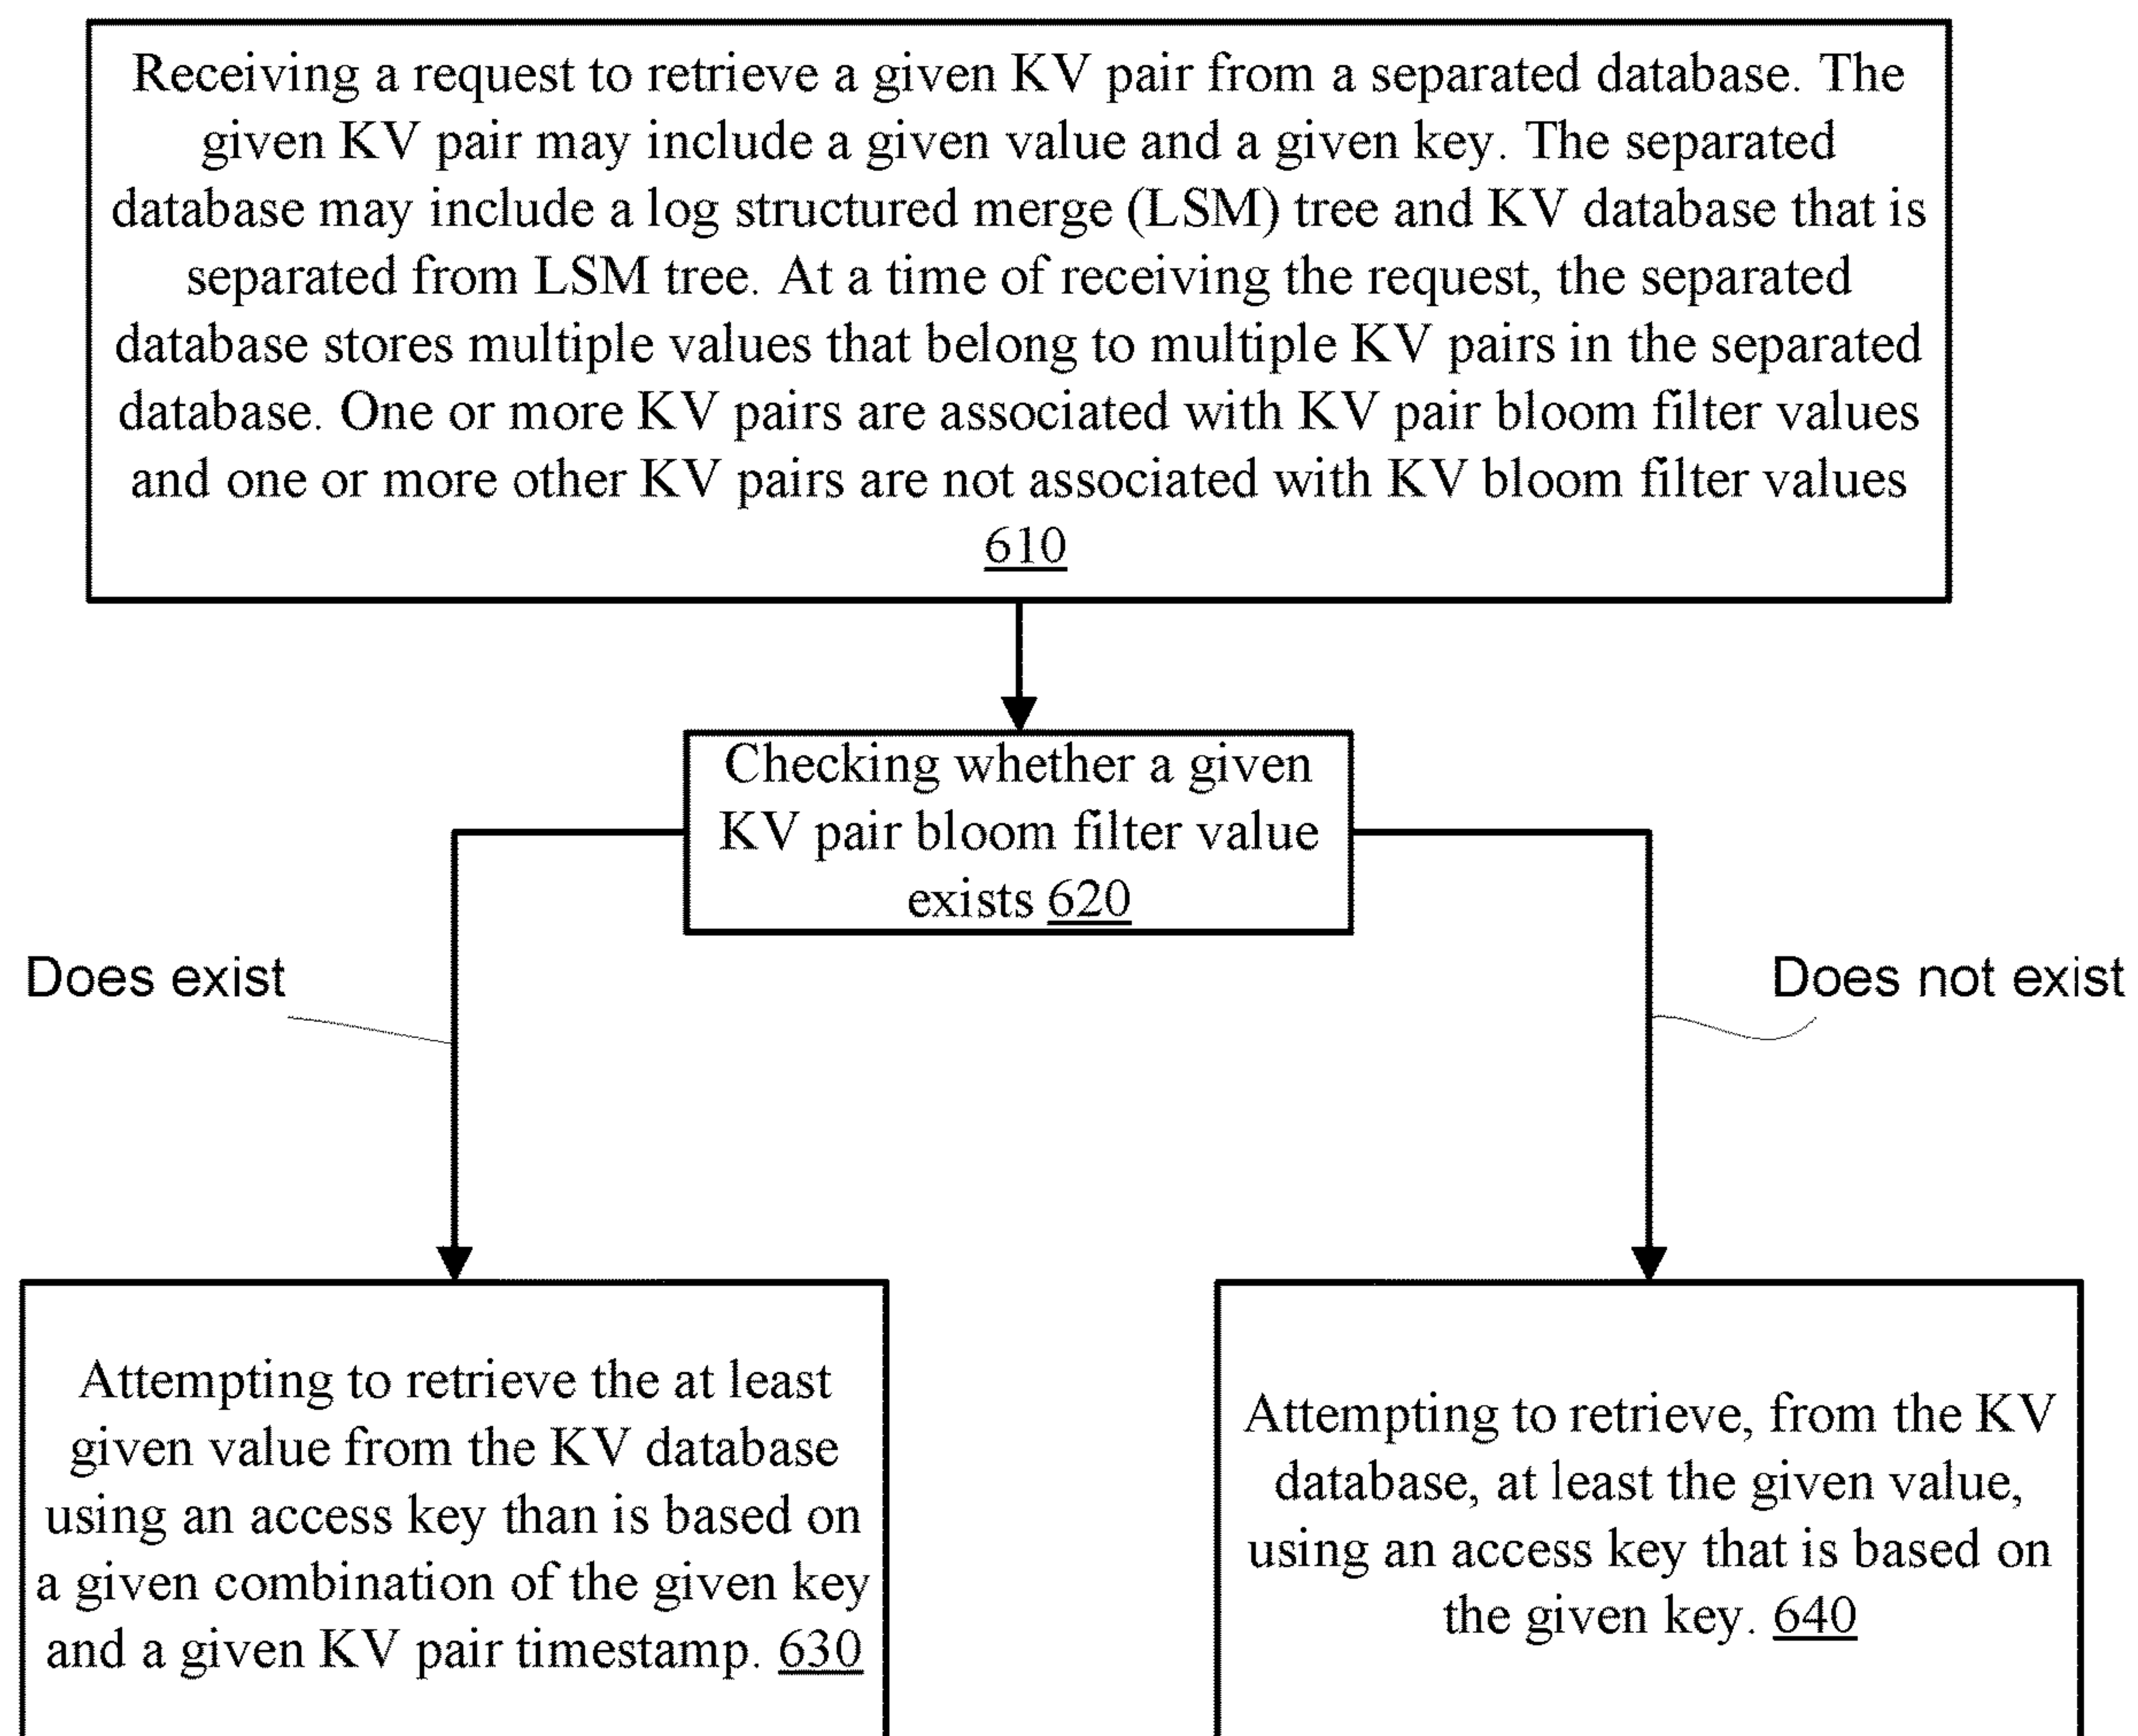 Receiving a request to retrieve a given KV pair from a separated database. The
given KV pair may include a given value and a given key. The separated
database may include a log structured merge (LSM) tree and KV database that is
separated from LSM tree. At a time of receiving the request, the separated
database stores multiple values that belong to multiple KV pairs in the separated
database. One or more KV pairs are associated with KV pair bloom filter values
and one or more other KV pairs are not associated with KV bloom filter values
610
Checking whether a given
KV pair bloom filter value
exists 620
Does exist
Does not exist
Attempting to retrieve the at least
given value from the KV database
using an access key than is based on
a given combination of the given key
and a given KV pair timestamp. 630
Attempting to retrieve, from the KV
database, at least the given value,
using an access key that is based on
the given key. 640